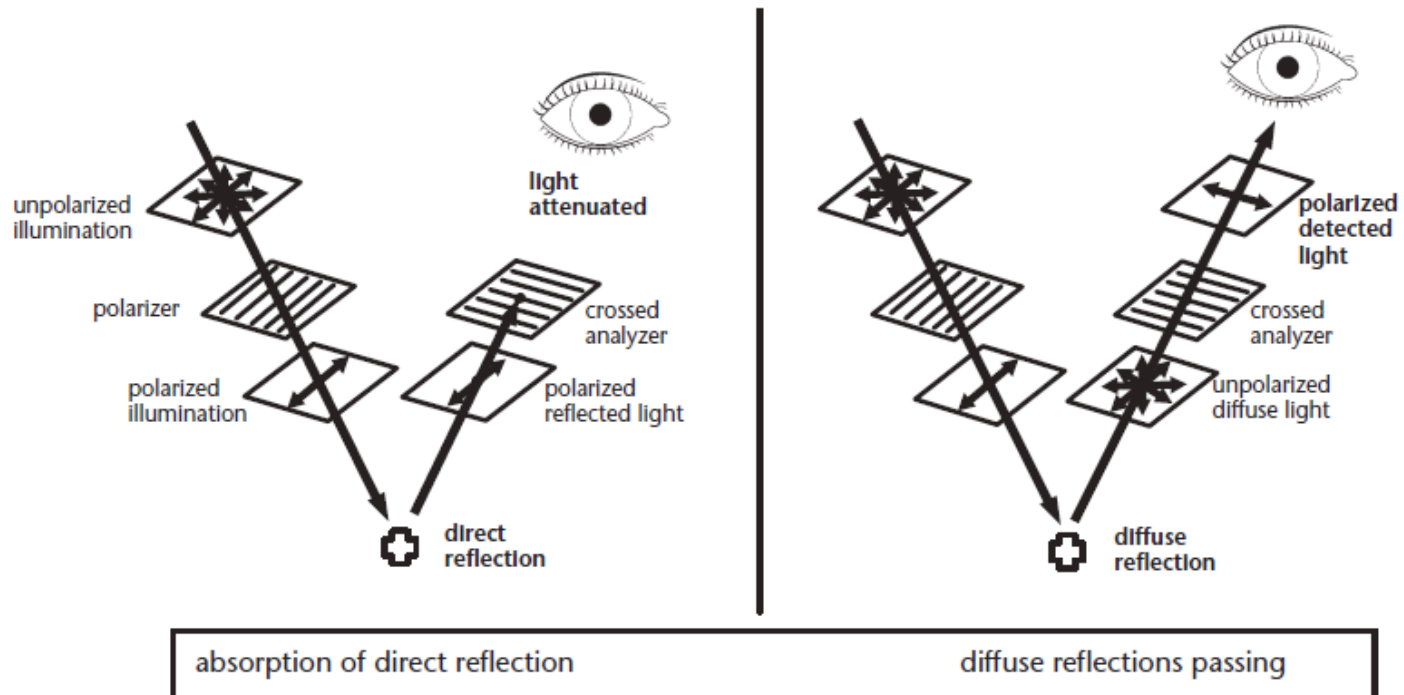 light
attenuated
unpolarized
illumination
polarizer
crossed
analyzer
polarized
illumination
polarized
reflected light
direct
reflection
polarized
detected
light
crossed
analyzer
unpolarized
diffuse light
diffuse
reflection
absorption of direct reflection
diffuse reflections passing